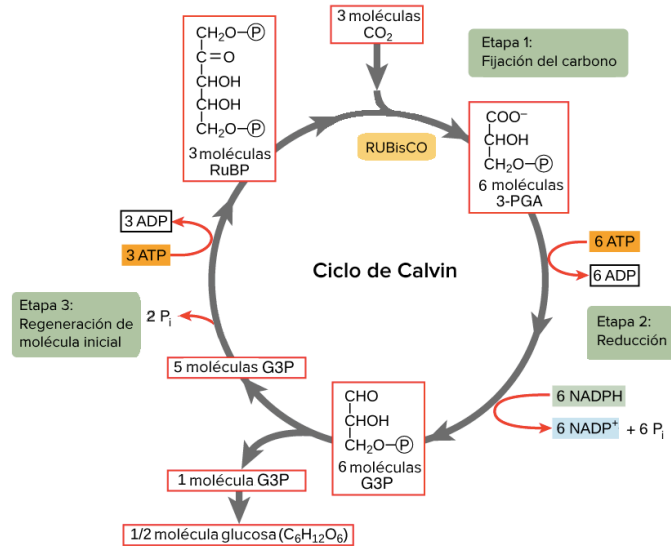 3 moléculas
CO₂
Etapa 1:
Fijación del carbono
CH₂O–Ⓟ
C=O
CHOH
CHOH
CH₂O–Ⓟ
3 moléculas
RuBP
RUBisCO
COO⁻
CHOH
CH₂O–Ⓟ
6 moléculas
3-PGA
3 ADP
3 ATP
Ciclo de Calvin
6 ATP
6 ADP
Etapa 3:
Regeneración de
molécula inicial
2 Pᵢ
Etapa 2:
Reducción
5 moléculas G3P
CHO
CHOH
CH₂O–Ⓟ
6 moléculas
G3P
6 NADPH
6 NADP⁺ + 6 Pᵢ
1 molécula G3P
1/2 molécula glucosa (C₆H₁₂O₆)